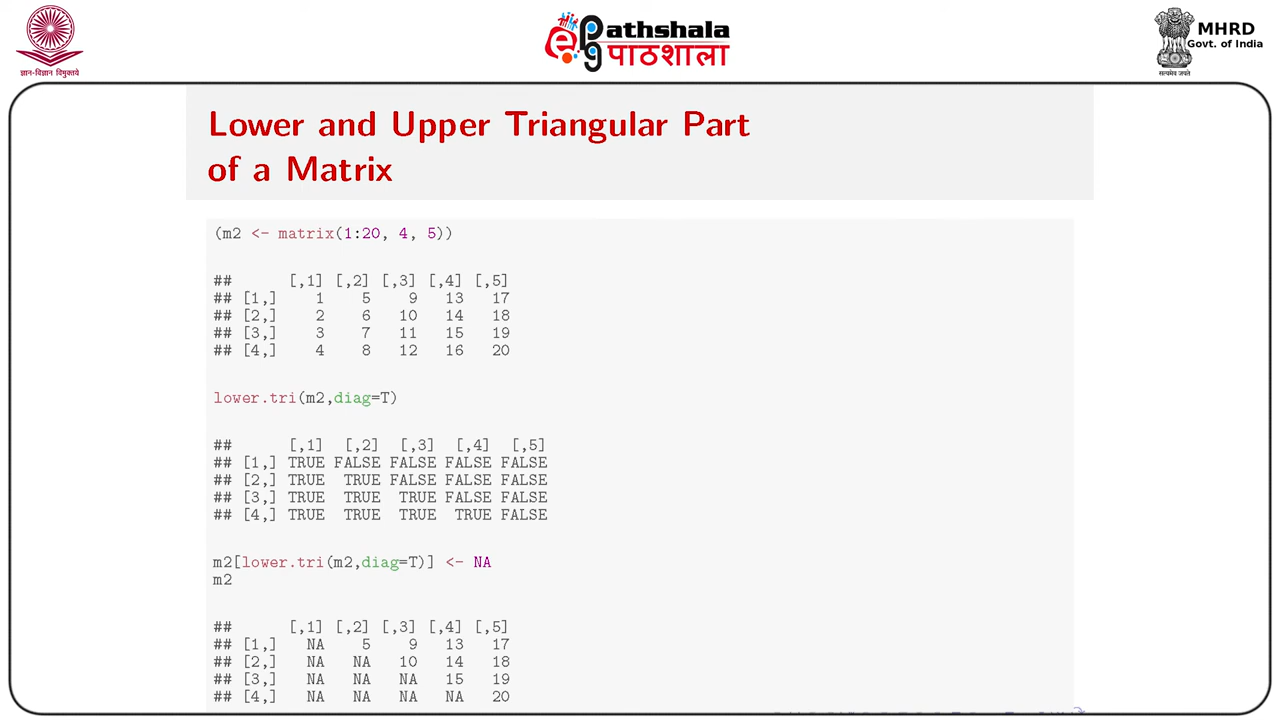 ज्ञान-विज्ञान विमुक्तये
ePG Pathshala
पाठशाला
सत्यमेव जयते
MHRD
Govt. of India
Lower and Upper Triangular Part
of a Matrix
(m2 <- matrix(1:20, 4, 5))
##      [,1] [,2] [,3] [,4] [,5]
## [1,]    1    5    9   13   17
## [2,]    2    6   10   14   18
## [3,]    3    7   11   15   19
## [4,]    4    8   12   16   20
lower.tri(m2,diag=T)
##      [,1]  [,2]  [,3]  [,4]  [,5]
## [1,] TRUE FALSE FALSE FALSE FALSE
## [2,] TRUE  TRUE FALSE FALSE FALSE
## [3,] TRUE  TRUE  TRUE FALSE FALSE
## [4,] TRUE  TRUE  TRUE  TRUE FALSE
m2[lower.tri(m2,diag=T)] <- NA
m2
##      [,1] [,2] [,3] [,4] [,5]
## [1,]   NA    5    9   13   17
## [2,]   NA   NA   10   14   18
## [3,]   NA   NA   NA   15   19
## [4,]   NA   NA   NA   NA   20